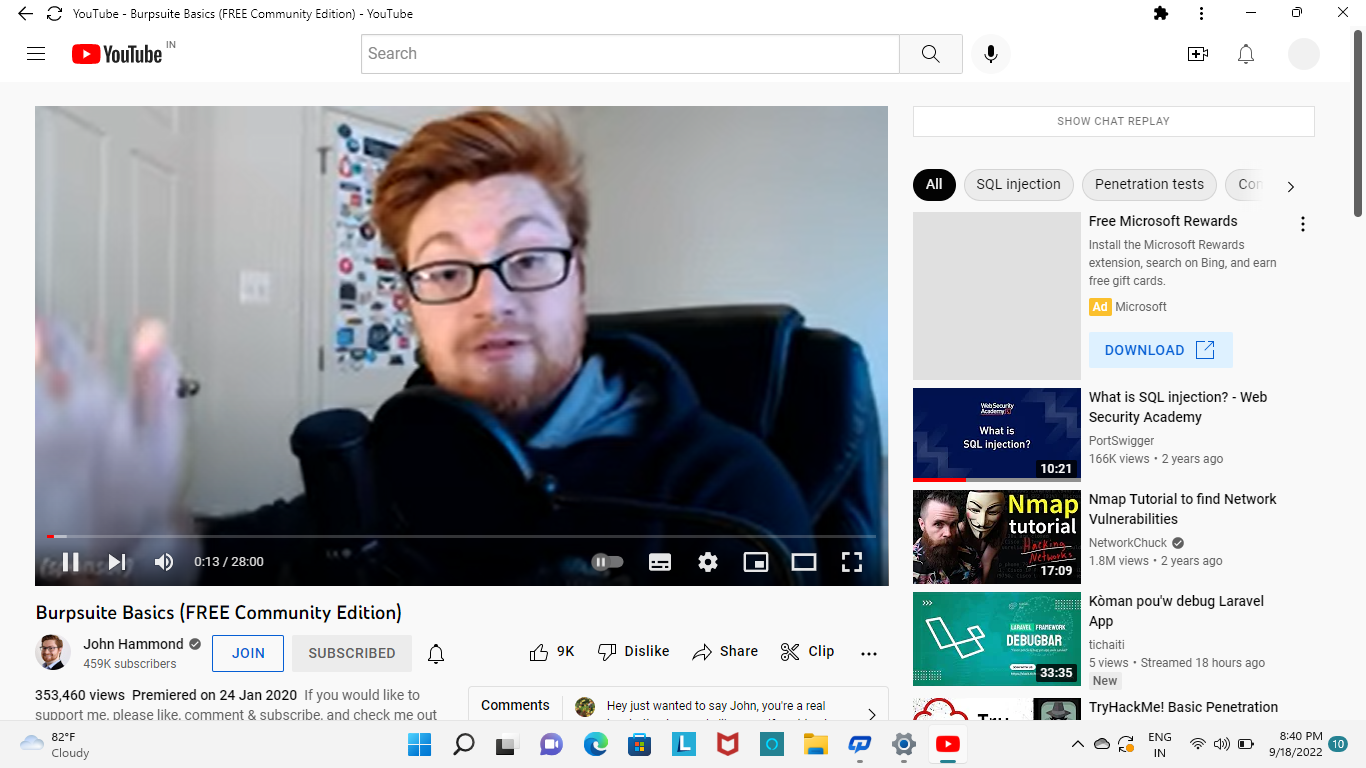 YouTube - Burpsuite Basics (FREE Community Edition) - YouTube
YouTube IN
Search
SHOW CHAT REPLAY
All
SQL injection
Penetration tests
Free Microsoft Rewards
Install the Microsoft Rewards
extension, search on Bing, and earn
free gift cards.
Ad Microsoft
DOWNLOAD
WebSecurity
Academy
What is
SQL injection?
10:21
What is SQL injection? - Web
Security Academy
PortSwigger
166K views • 2 years ago
Nmap
tutorial
Hacking
Networks
17:09
Nmap Tutorial to find Network
Vulnerabilities
NetworkChuck
1.8M views • 2 years ago
LARAVEL FRAMEWORK
DEBUGBAR
33:35
Kòman pou'w debug Laravel
App
tichaiti
5 views • Streamed 18 hours ago
New
TryHackMe! Basic Penetration
0:13 / 28:00
Burpsuite Basics (FREE Community Edition)
John Hammond
459K subscribers
JOIN
SUBSCRIBED
9K
Dislike
Share
Clip
353,460 views Premiered on 24 Jan 2020 If you would like to
support me, please like, comment & subscribe, and check me out
Comments
Hey just wanted to say John, you're a real
82°F
Cloudy
ENG
IN
8:40 PM
9/18/2022
10